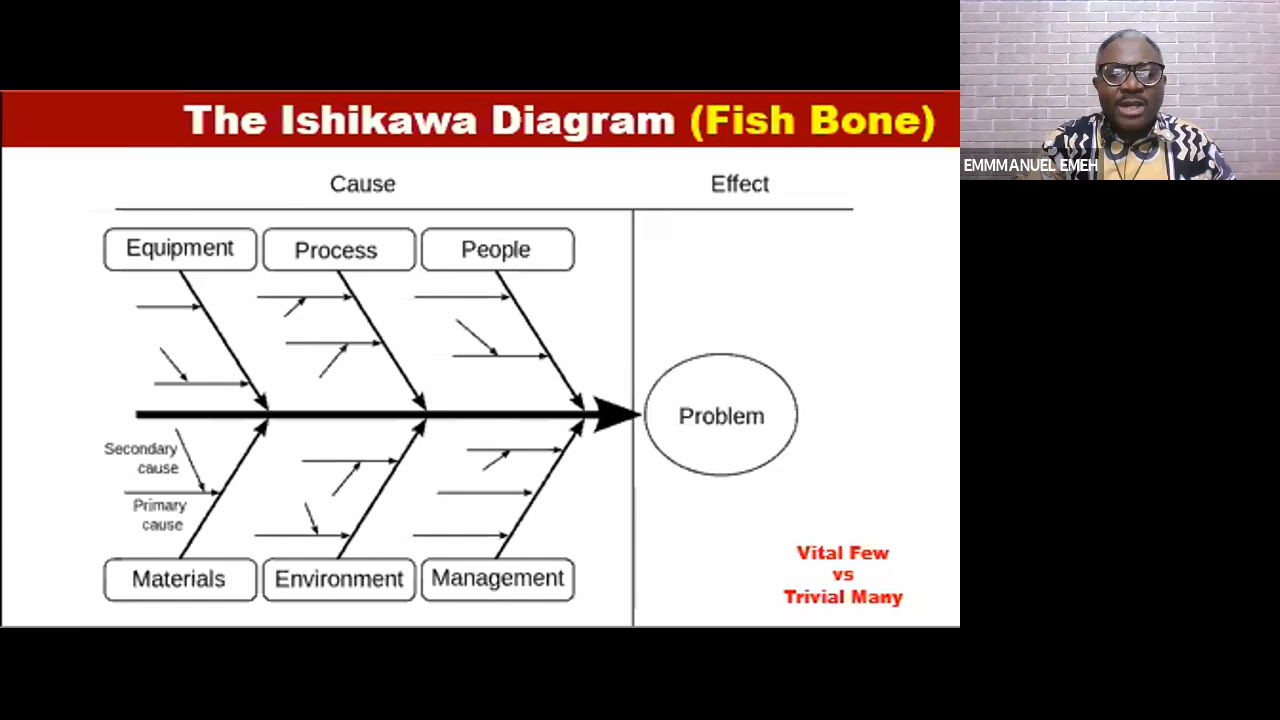 The Ishikawa Diagram (Fish Bone)
EMMMANUEL EMEH
Cause
Effect
Equipment
Process
People
Problem
Secondary
cause
Primary
cause
Vital Few
vs
Trivial Many
Materials
Environment
Management